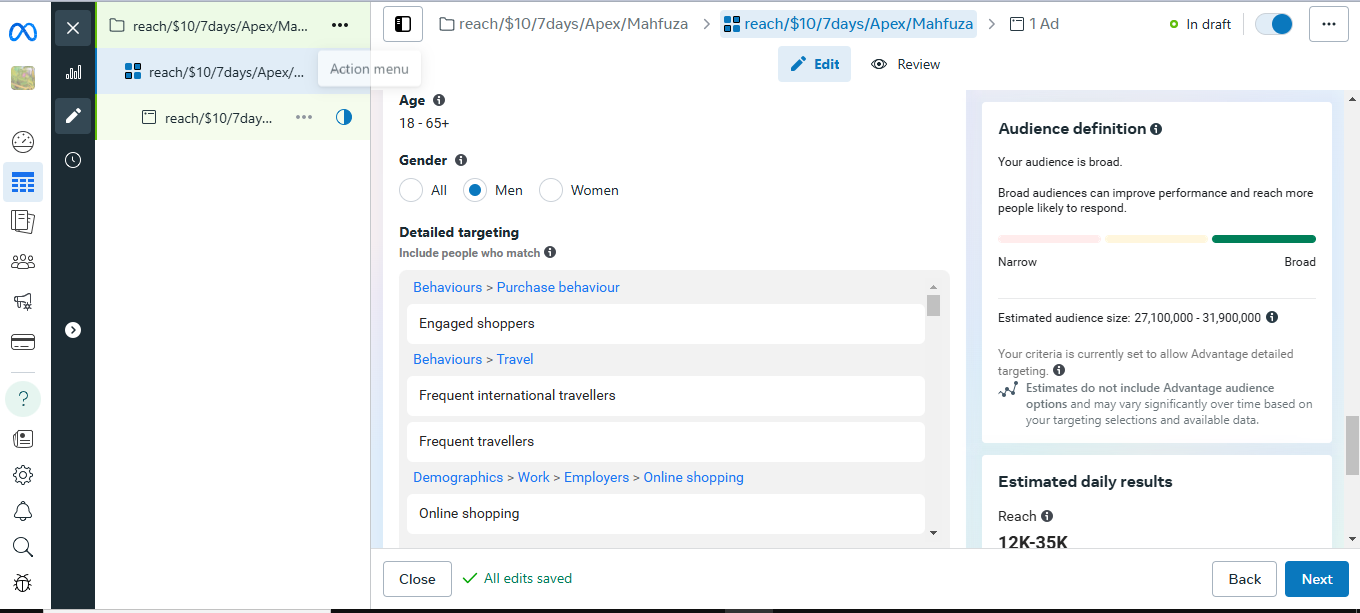 reach/$10/7days/Apex/Ma...
reach/$10/7days/Apex/...
Action menu
reach/$10/7day...
reach/$10/7days/Apex/Mahfuza > reach/$10/7days/Apex/Mahfuza > 1 Ad
In draft
Edit
Review
Age
18 - 65+
Gender
All Men Women
Detailed targeting
Include people who match
Behaviours > Purchase behaviour
Engaged shoppers
Behaviours > Travel
Frequent international travellers
Frequent travellers
Demographics > Work > Employers > Online shopping
Online shopping
Audience definition
Your audience is broad.
Broad audiences can improve performance and reach more
people likely to respond.
Narrow Broad
Estimated audience size: 27,100,000 - 31,900,000
Your criteria is currently set to allow Advantage detailed
targeting.
Estimates do not include Advantage audience
options and may vary significantly over time based on
your targeting selections and available data.
Estimated daily results
Reach
12K-35K
Close
All edits saved
Back
Next